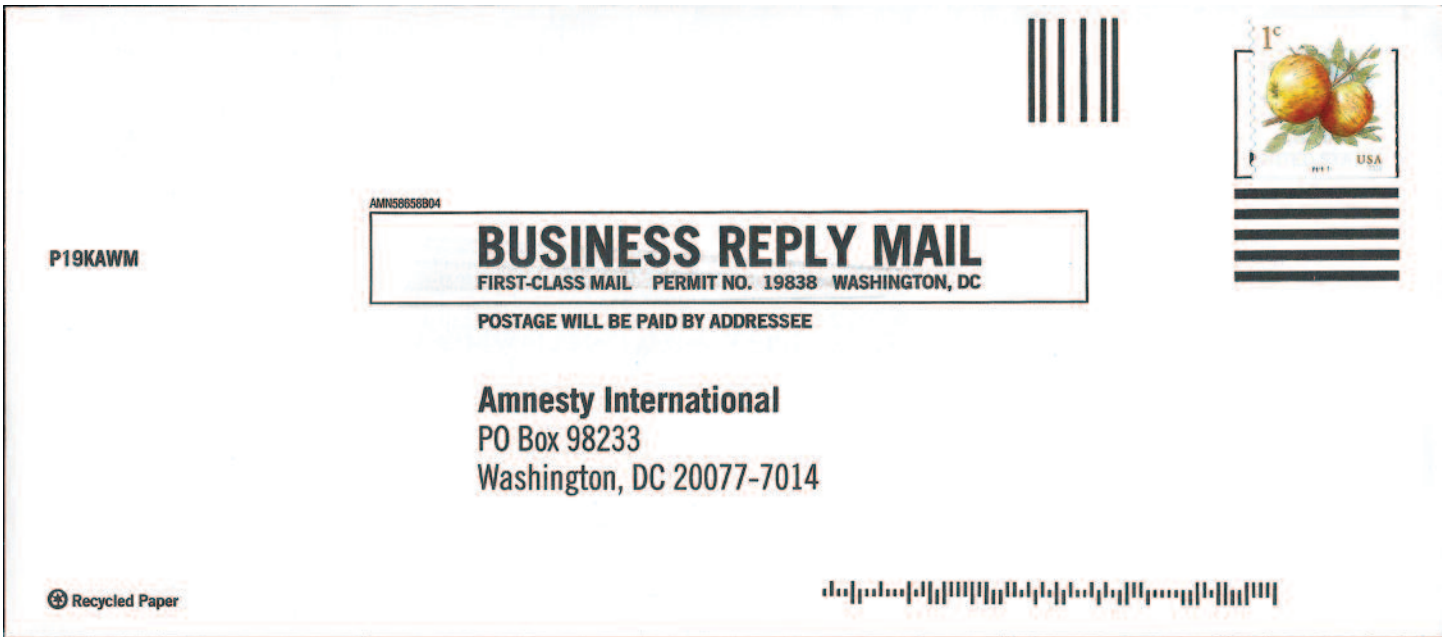 1c
USA
AMN58658B04
BUSINESS REPLY MAIL
FIRST-CLASS MAIL PERMIT NO. 19838 WASHINGTON, DC
P19KAWM
POSTAGE WILL BE PAID BY ADDRESSEE
Amnesty International
PO Box 98233
Washington, DC 20077-7014
Recycled Paper